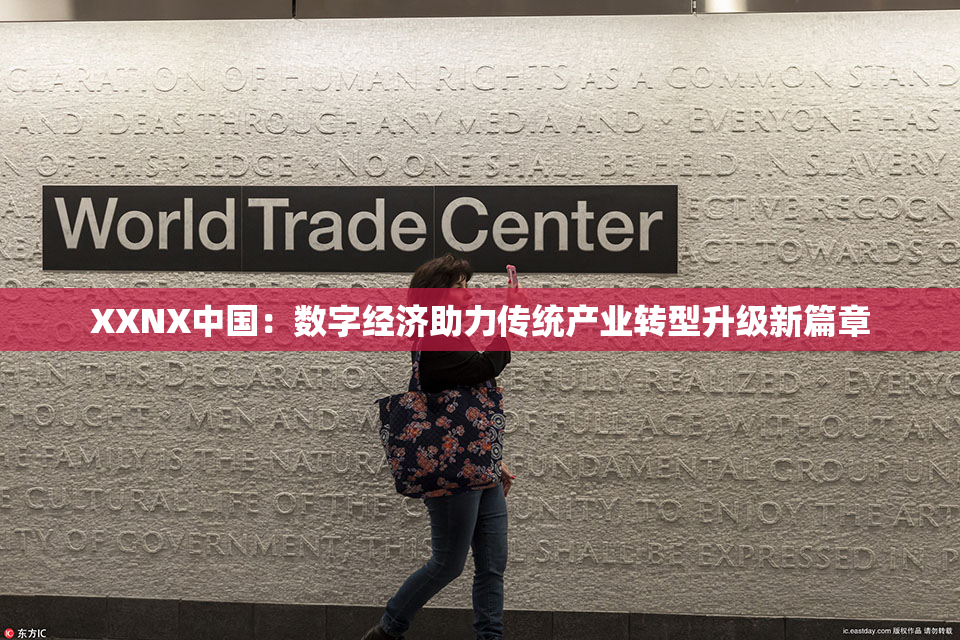 CLARATION OF HUMAN RIGHTS AS A COMMON STAND
AND IDEAS THROUGH ANY MEDIA AND EVERYONE HAS T
N OF THIS PLEDGE NO ONE SHALL BE HELD IN SLAVERY
World Trade Center
ECTIVE RECOGN
ACT TOWARDS O
XXNX中国：数字经济助力传统产业转型升级新篇章
H IN THIS DECLARATION FULLY REALIZED EVERYO
THOUGHT MEN AND OF FULL AGE WITHO
E FAMILY IS THE NATURA FUNDAMENTAL GROUP
E CULTURAL LIFE OF THE UNITY, TO ENJOY THE ART
TY OF GOVERNMENT; THIS SHALL BE EXPRESSED IN P
东方IC
ic.eastday.com 版权作品 请勿转载